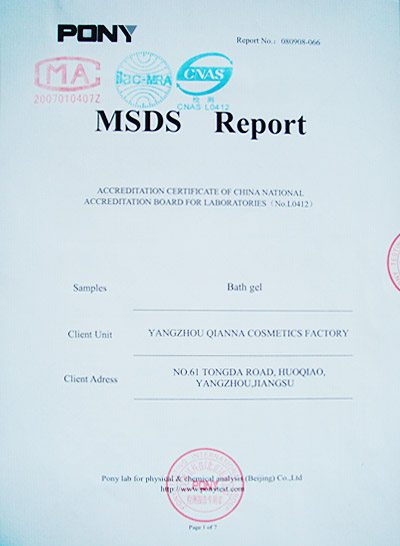 PONY
Report No.: 080908-066
MA
ilac-MRA
CNAS
2007010407Z
检 测
CNAS L0412
MSDS Report
ACCREDITATION CERTIFICATE OF CHINA NATIONAL
ACCREDITATION BOARD FOR LABORATORIES（No.L0412）
Samples
Bath gel
Client Unit
YANGZHOU QIANNA COSMETICS FACTORY
Client Adress
NO.61 TONGDA ROAD, HUOQIAO,
YANGZHOU,JIANGSU
Pony lab for physical & chemical analysis (Beijing) Co.,Ltd
PONY
http://www.ponytest.com
Page 1 of 7